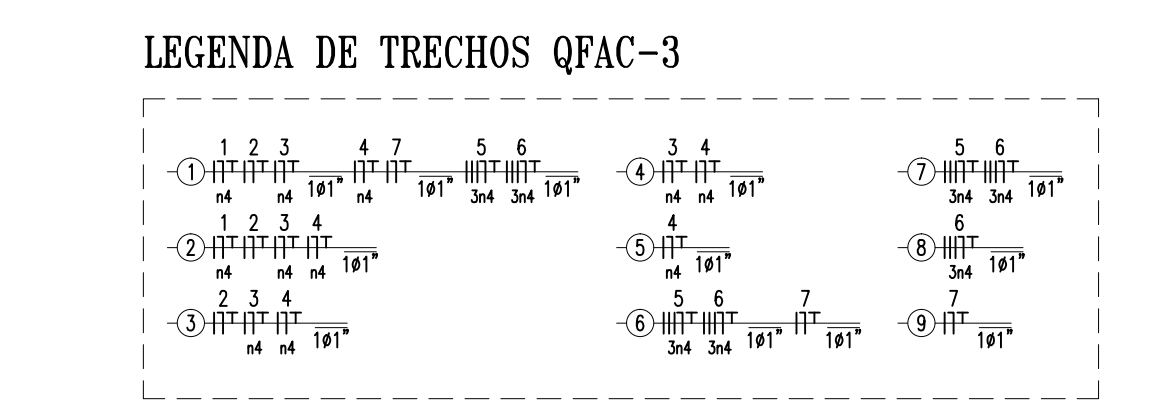 LEGENDA DE TRECHOS QFAC-3
1 2 3 4 7 5 6
1
n4 n4 1ø1" n4 1ø1" 3n4 3n4 1ø1"
3 4
4
n4 n4 1ø1"
5 6
7
3n4 3n4 1ø1"
1 2 3 4
2
n4 n4 n4 1ø1"
4
5
n4 1ø1"
6
8
3n4 1ø1"
2 3 4
3
n4 n4 1ø1"
5 6 7
6
3n4 3n4 1ø1" 1ø1"
7
9
1ø1"